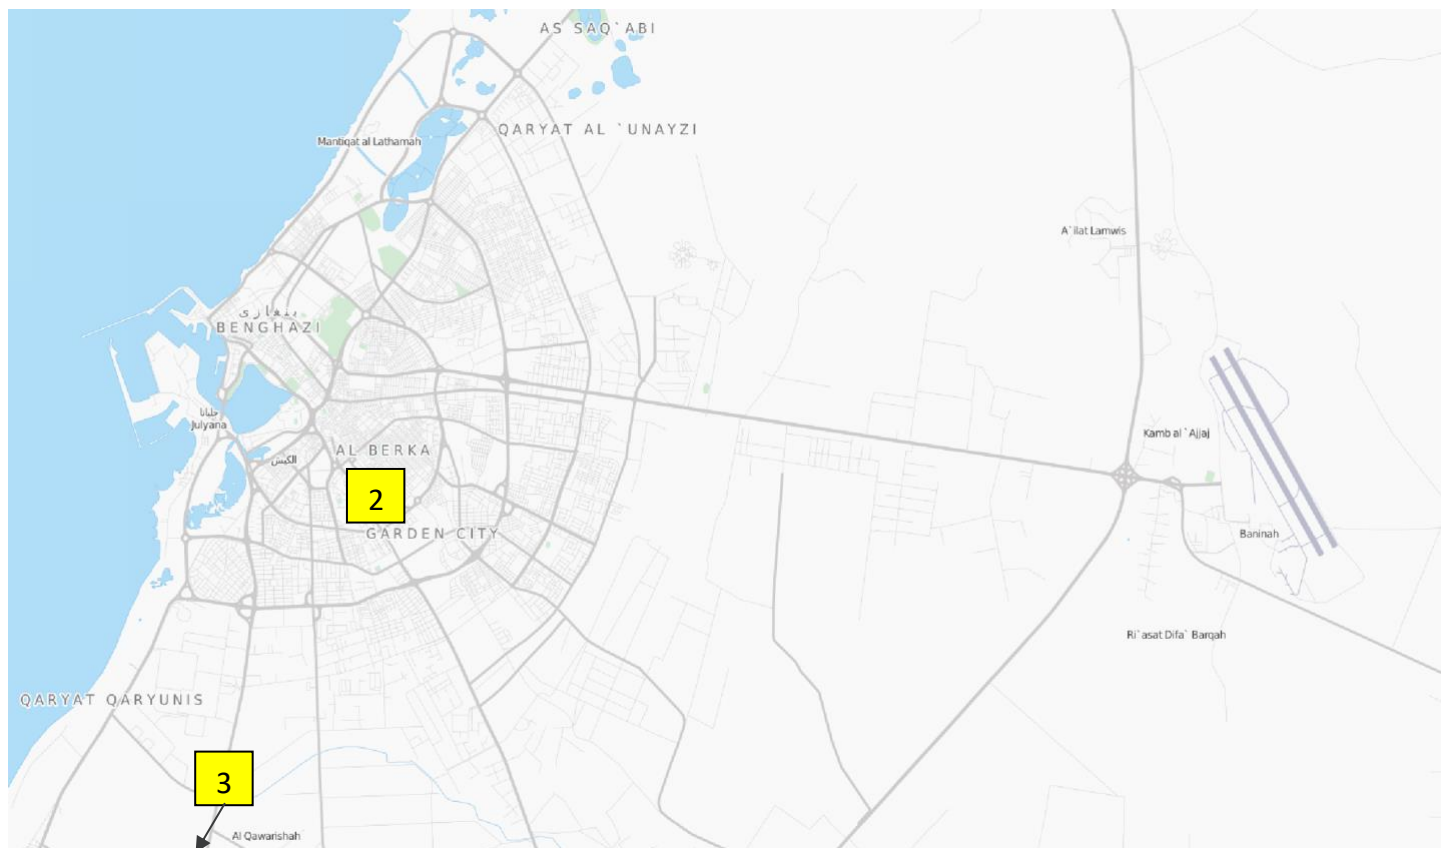 AS SAQ`ABI
QARYAT AL `UNAYZI
Mantiqat al Lathamah
A`ilat Lamwis
بنغازي
BENGHAZI
جليانا
Julyana
Kamb al `Ajjaj
AL BERKA
الكيش
2
GARDEN CITY
Baninah
Ri`asat Difa` Barqah
QARYAT QARYUNIS
3
Al Qawarishah